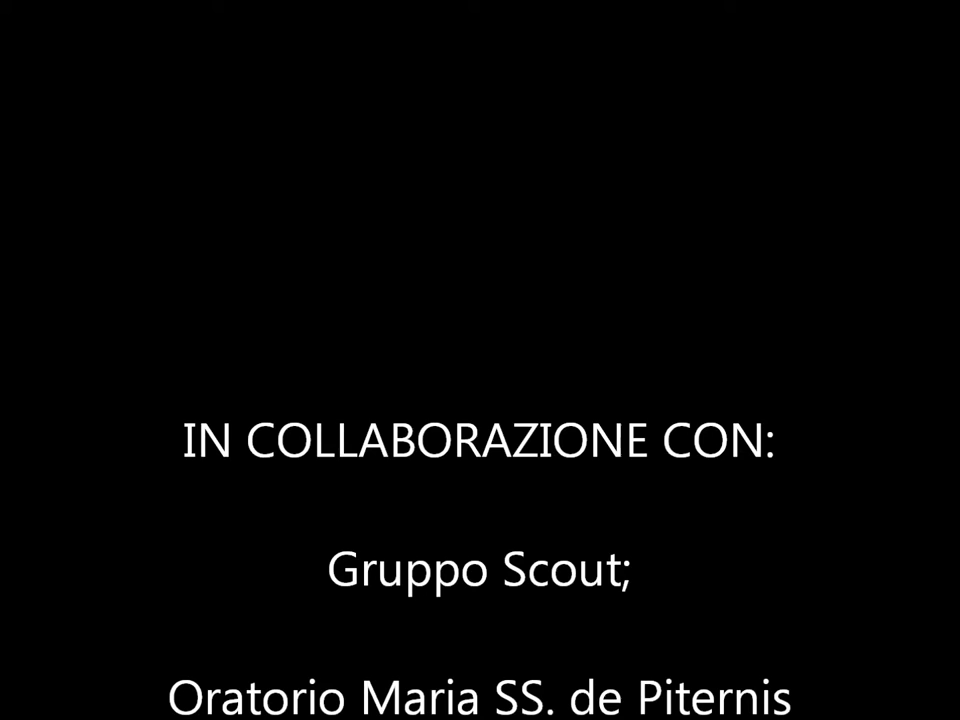 IN COLLABORAZIONE CON:
Gruppo Scout;
Oratorio Maria SS. de Piternis